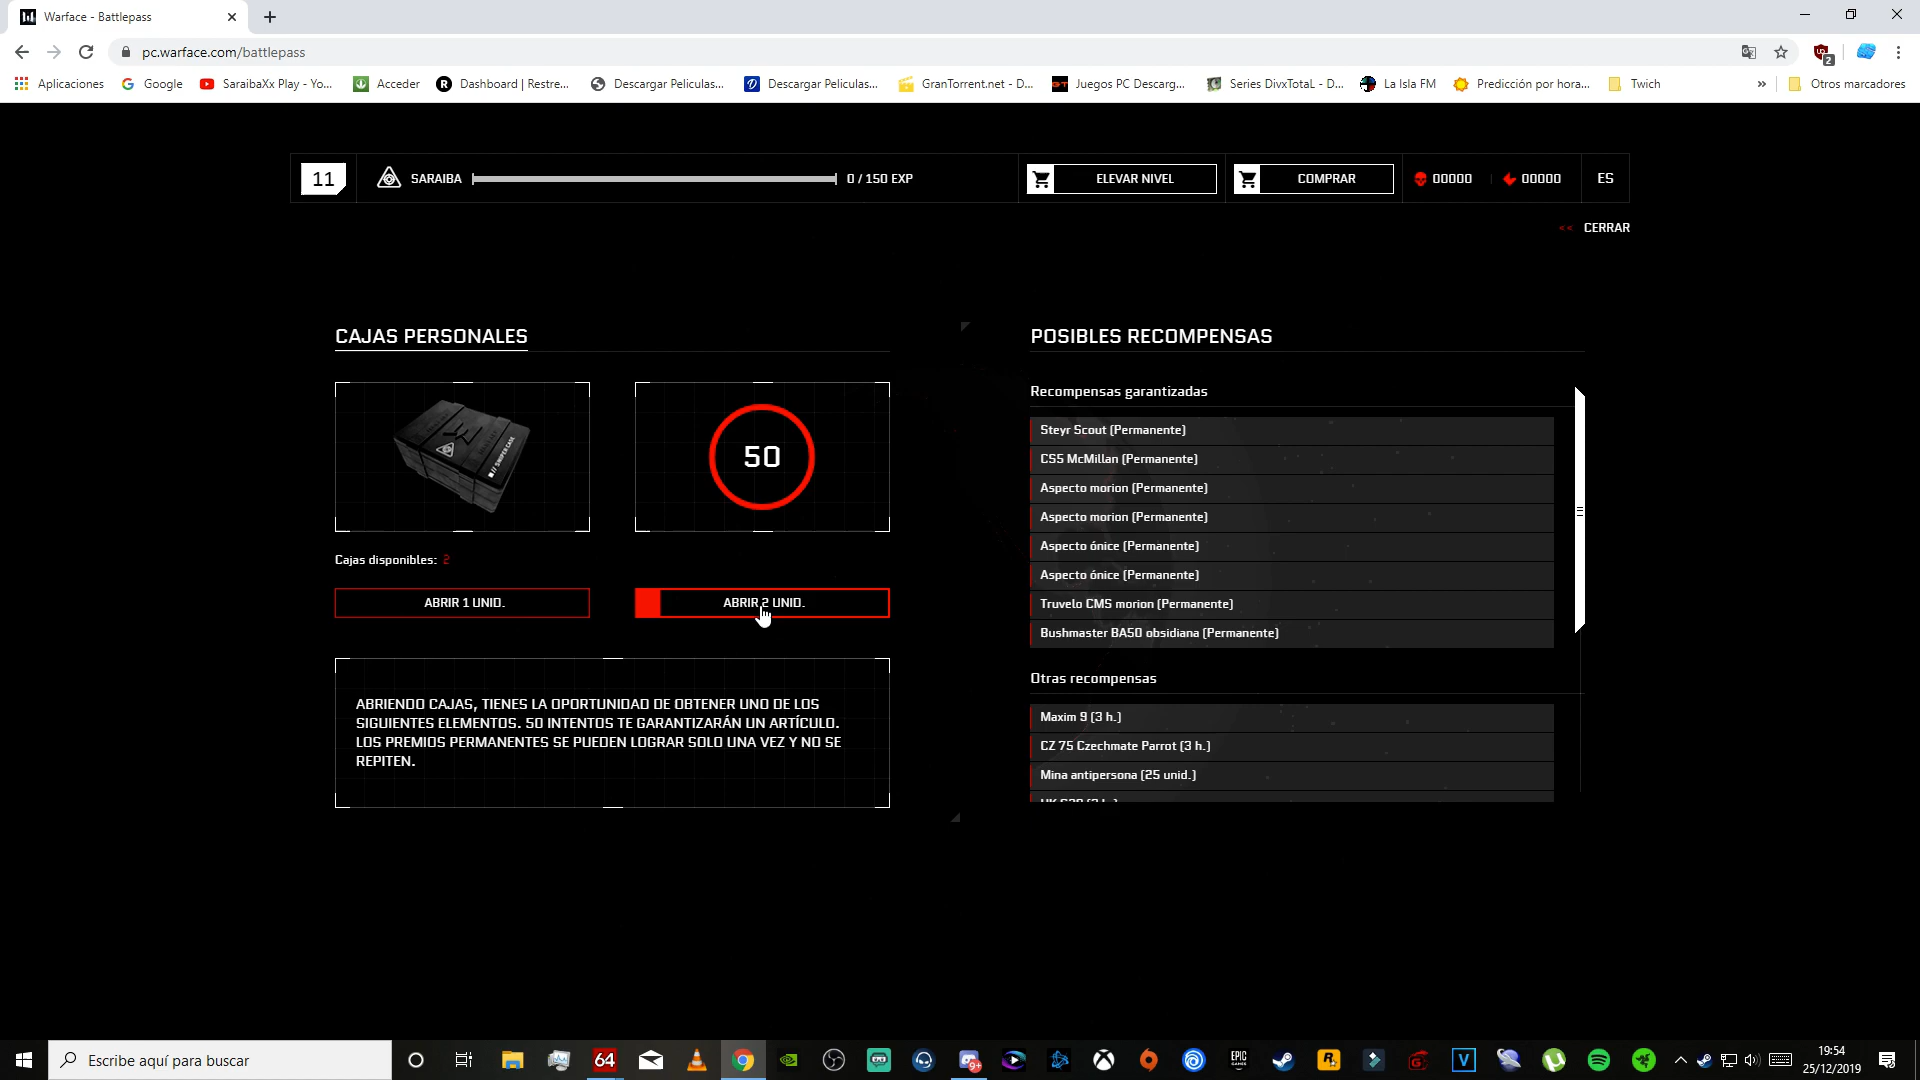 Warface - Battlepass
pc.warface.com/battlepass
2
Aplicaciones Google SaraibaXx Play - Yo... Acceder Dashboard | Restre... Descargar Peliculas... Descargar Peliculas... GranTorrent.net - D... Juegos PC Descarg... Series DivxTotaL - D... La Isla FM Predicción por hora... Twich » Otros marcadores
11 SARAIBA 0 / 150 EXP ELEVAR NIVEL COMPRAR 00000 00000 ES
<< CERRAR
CAJAS PERSONALES
SNIPER CASE
50
Cajas disponibles: 2
ABRIR 1 UNID. ABRIR 2 UNID.
ABRIENDO CAJAS, TIENES LA OPORTUNIDAD DE OBTENER UNO DE LOS
SIGUIENTES ELEMENTOS. 50 INTENTOS TE GARANTIZARÁN UN ARTÍCULO.
LOS PREMIOS PERMANENTES SE PUEDEN LOGRAR SOLO UNA VEZ Y NO SE
REPITEN.
POSIBLES RECOMPENSAS
Recompensas garantizadas
Steyr Scout (Permanente)
CS5 McMillan (Permanente)
Aspecto morion (Permanente)
Aspecto morion (Permanente)
Aspecto ónice (Permanente)
Aspecto ónice (Permanente)
Truvelo CMS morion (Permanente)
Bushmaster BA50 obsidiana (Permanente)
Otras recompensas
Maxim 9 (3 h.)
CZ 75 Czechmate Parrot (3 h.)
Mina antipersona (25 unid.)
Escribe aquí para buscar
64
9+
EPIC GAMES
R
V
19:54
25/12/2019